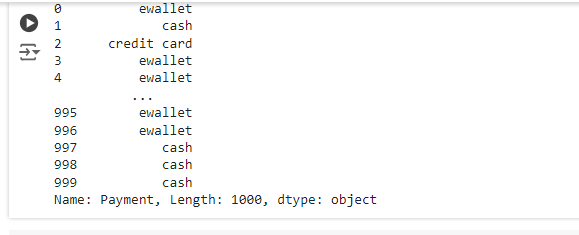 0 ewallet
1 cash
2 credit card
3 ewallet
4 ewallet
...
995 ewallet
996 ewallet
997 cash
998 cash
999 cash
Name: Payment, Length: 1000, dtype: object